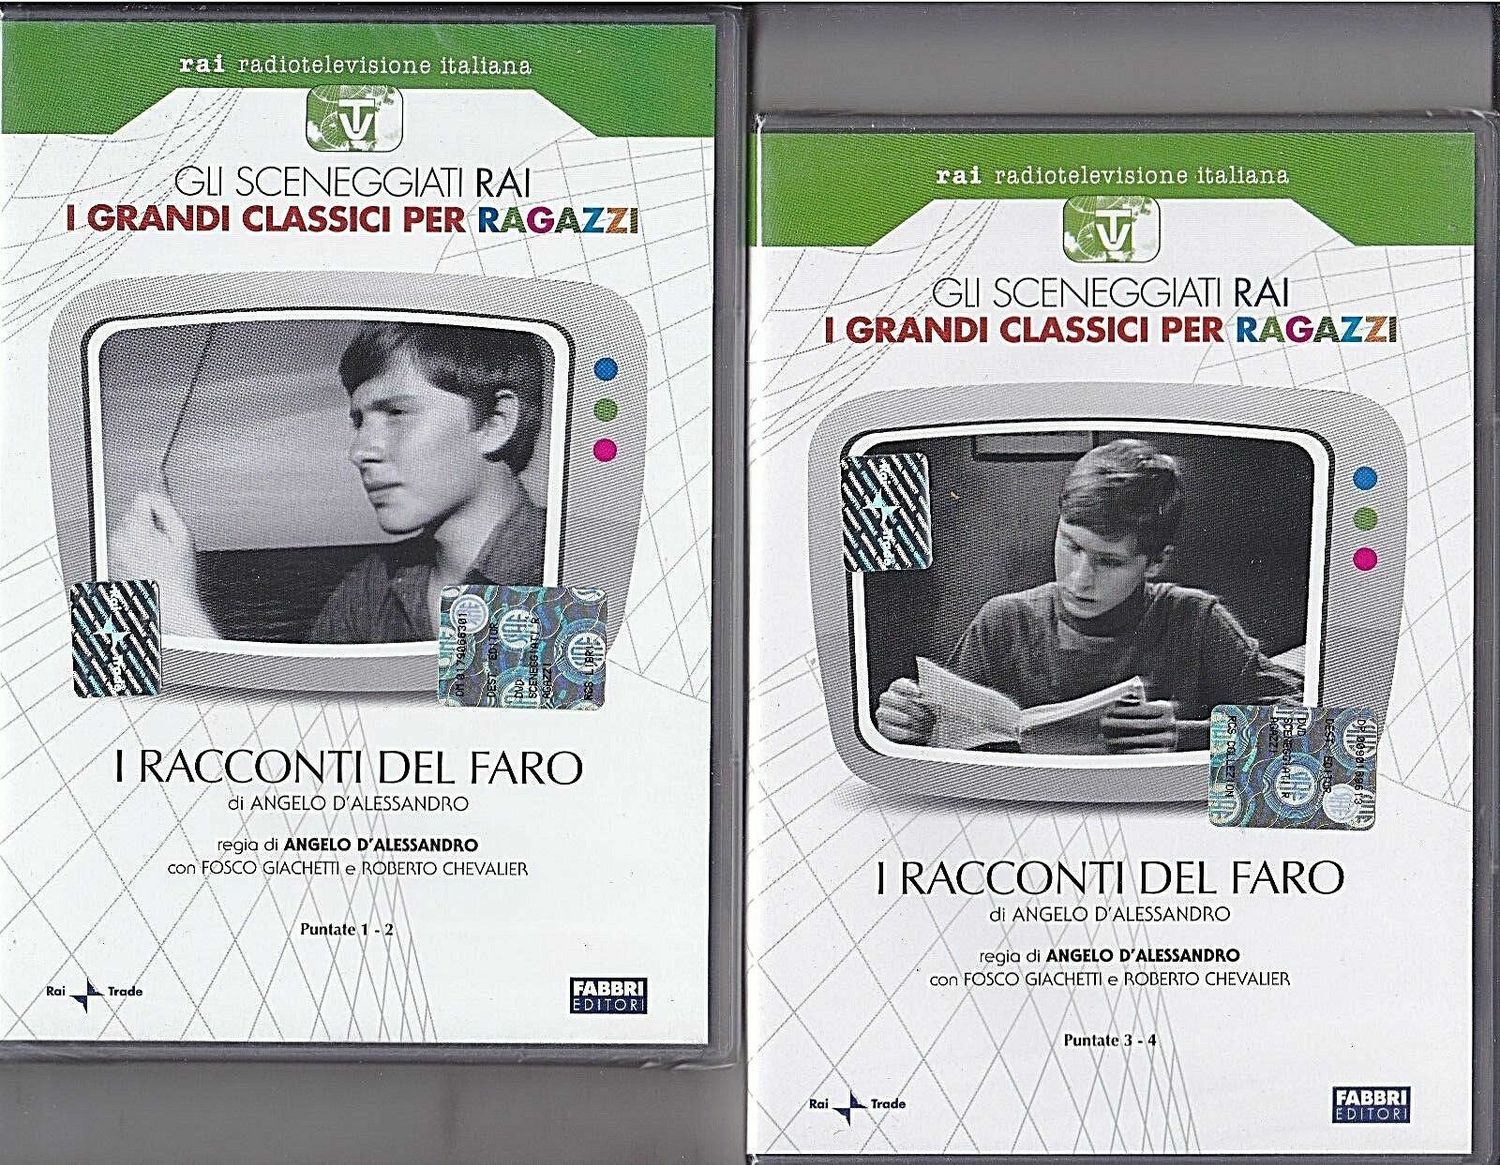 rai radiotelevisione italiana
TV
GLI SCENEGGIATI RAI
I GRANDI CLASSICI PER RAGAZZI
I RACCONTI DEL FARO
di ANGELO D'ALESSANDRO
regia di ANGELO D'ALESSANDRO
con FOSCO GIACHETTI e ROBERTO CHEVALIER
Puntate 1 - 2
Rai Trade
FABBRI
EDITORI
rai radiotelevisione italiana
TV
GLI SCENEGGIATI RAI
I GRANDI CLASSICI PER RAGAZZI
I RACCONTI DEL FARO
di ANGELO D'ALESSANDRO
regia di ANGELO D'ALESSANDRO
con FOSCO GIACHETTI e ROBERTO CHEVALIER
Puntate 3 - 4
Rai Trade
FABBRI
EDITORI